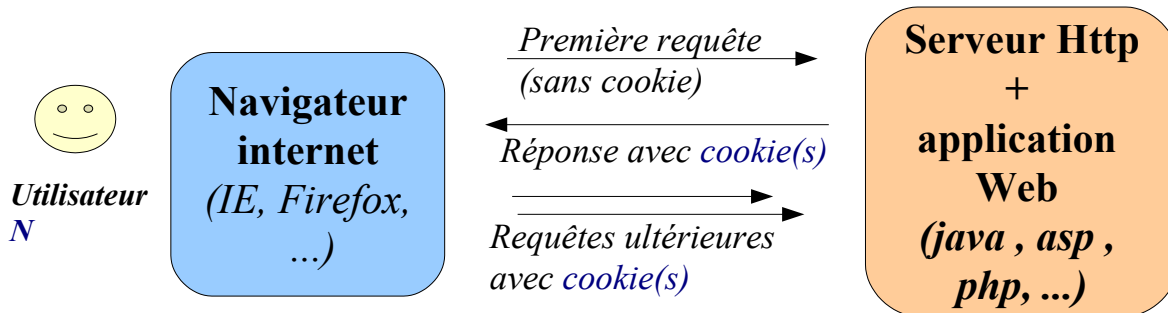 Utilisateur
N
Navigateur
internet
(IE, Firefox,
...)
Première requête
(sans cookie)
Réponse avec cookie(s)
Requêtes ultérieures
avec cookie(s)
Serveur Http
+
application
Web
(java , asp ,
php, ...)